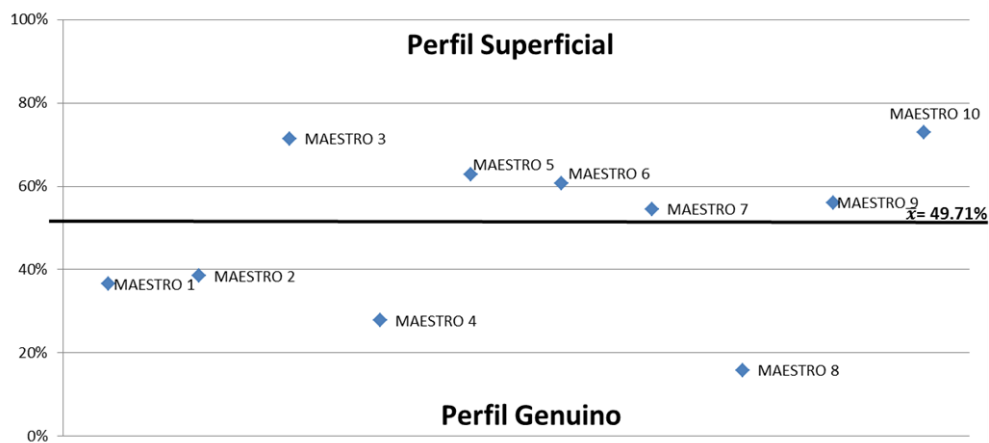 100%
Perfil Superficial
80%
MAESTRO 10
MAESTRO 3
MAESTRO 5
MAESTRO 6
60%
MAESTRO 7
MAESTRO 9
x̅= 49.71%
40%
MAESTRO 1
MAESTRO 2
MAESTRO 4
20%
MAESTRO 8
Perfil Genuino
0%